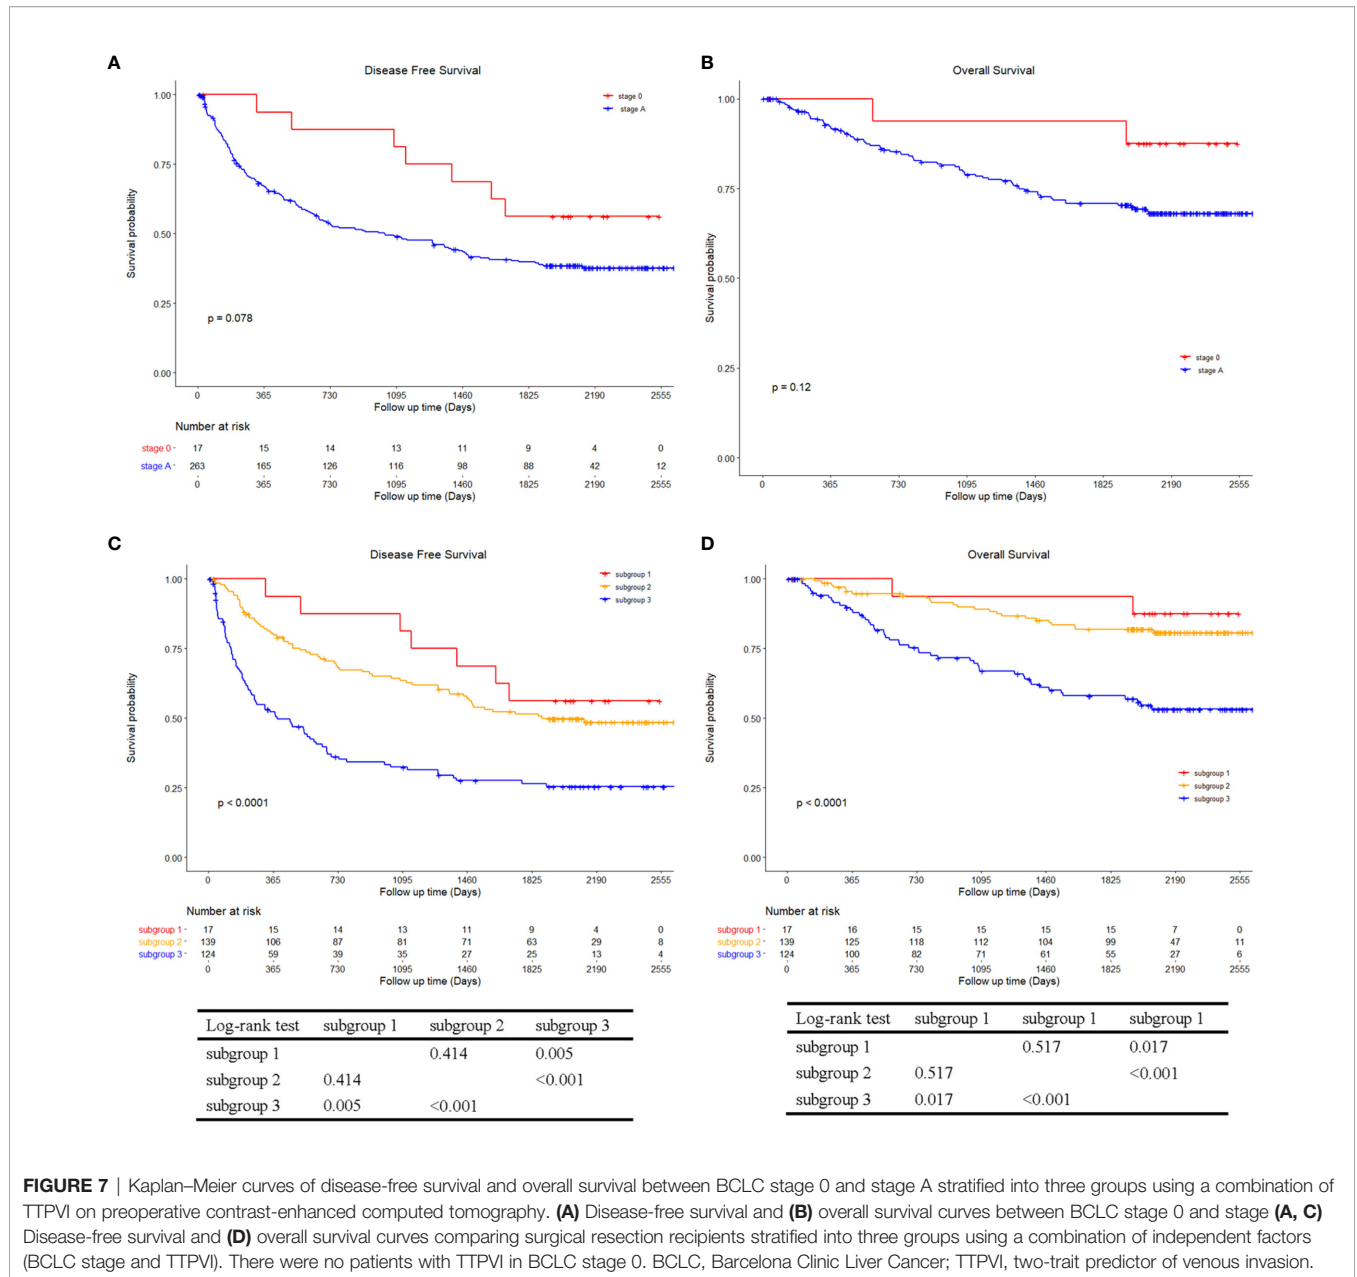 A
Disease Free Survival
stage 0
stage A
Survival probability
1.00
0.75
0.50
0.25
0.00
p = 0.078
0 365 730 1095 1460 1825 2190 2555
Follow up time (Days)
Number at risk
stage 0 17 15 14 13 11 9 4 0
stage A 263 165 126 116 98 88 42 12
0 365 730 1095 1460 1825 2190 2555
Follow up time (Days)
B
Overall Survival
Survival probability
1.00
0.75
0.50
0.25
0.00
stage 0
stage A
p = 0.12
0 365 730 1095 1460 1825 2190 2555
Follow up time (Days)
C
Disease Free Survival
subgroup 1
subgroup 2
subgroup 3
Survival probability
1.00
0.75
0.50
0.25
0.00
p < 0.0001
0 365 730 1095 1460 1825 2190 2555
Follow up time (Days)
Number at risk
subgroup 1 17 15 14 13 11 9 4 0
subgroup 2 139 106 87 81 71 63 29 8
subgroup 3 124 59 39 35 27 25 13 4
0 365 730 1095 1460 1825 2190 2555
Follow up time (Days)
Log-rank test subgroup 1 subgroup 2 subgroup 3
subgroup 1 0.414 0.005
subgroup 2 0.414 <0.001
subgroup 3 0.005 <0.001
D
Overall Survival
Survival probability
1.00
0.75
0.50
0.25
0.00
subgroup 1
subgroup 2
subgroup 3
p < 0.0001
0 365 730 1095 1460 1825 2190 2555
Follow up time (Days)
Number at risk
subgroup 1 17 16 15 15 15 15 7 0
subgroup 2 139 125 118 112 104 99 47 11
subgroup 3 124 100 82 71 61 55 27 6
0 365 730 1095 1460 1825 2190 2555
Follow up time (Days)
Log-rank test subgroup 1 subgroup 1 subgroup 1
subgroup 1 0.517 0.017
subgroup 2 0.517 <0.001
subgroup 3 0.017 <0.001
FIGURE 7 | Kaplan–Meier curves of disease-free survival and overall survival between BCLC stage 0 and stage A stratified into three groups using a combination of
TTPVI on preoperative contrast-enhanced computed tomography. (A) Disease-free survival and (B) overall survival curves between BCLC stage 0 and stage (A, C)
Disease-free survival and (D) overall survival curves comparing surgical resection recipients stratified into three groups using a combination of independent factors
(BCLC stage and TTPVI). There were no patients with TTPVI in BCLC stage 0. BCLC, Barcelona Clinic Liver Cancer; TTPVI, two-trait predictor of venous invasion.